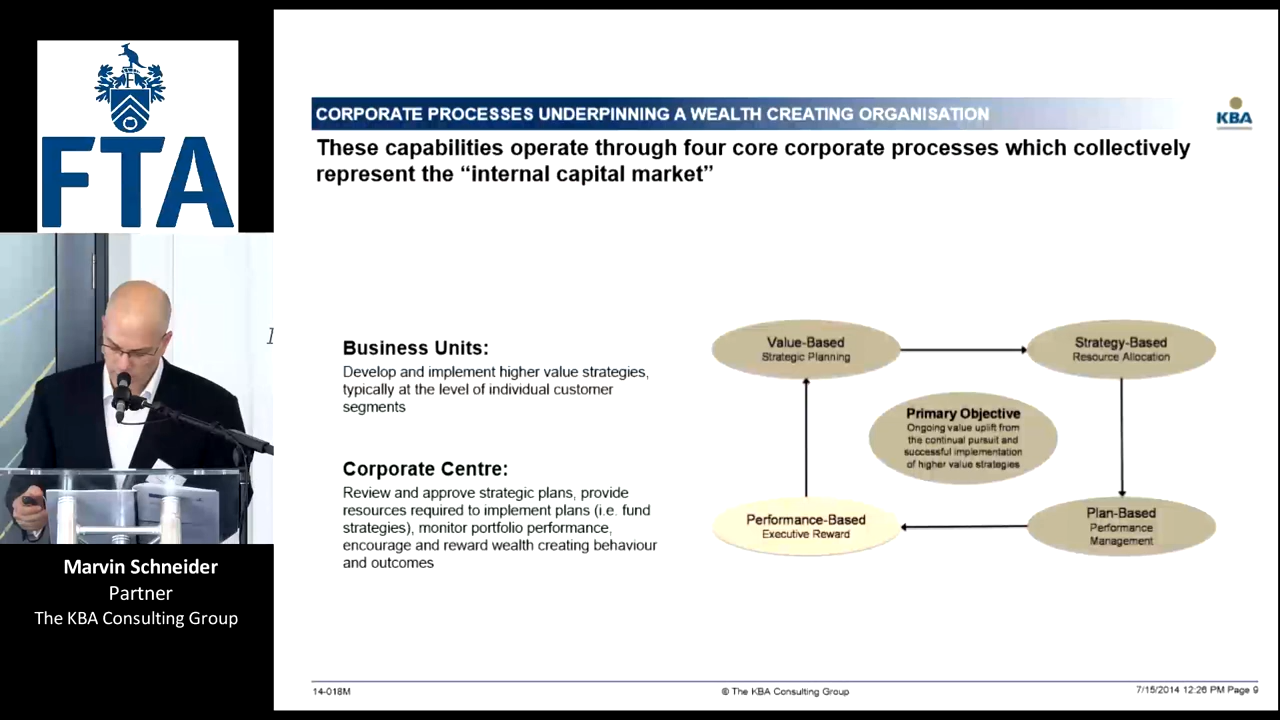 FTA
Marvin Schneider
Partner
The KBA Consulting Group
CORPORATE PROCESSES UNDERPINNING A WEALTH CREATING ORGANISATION
KBA
These capabilities operate through four core corporate processes which collectively
represent the “internal capital market”
Business Units:
Develop and implement higher value strategies,
typically at the level of individual customer
segments
Corporate Centre:
Review and approve strategic plans, provide
resources required to implement plans (i.e. fund
strategies), monitor portfolio performance,
encourage and reward wealth creating behaviour
and outcomes
Value-Based
Strategic Planning
Strategy-Based
Resource Allocation
Primary Objective
Ongoing value uplift from
the continual pursuit and
successful implementation
of higher value strategies
Performance-Based
Executive Reward
Plan-Based
Performance
Management
14-018M
© The KBA Consulting Group
7/15/2014 12:26 PM Page 9